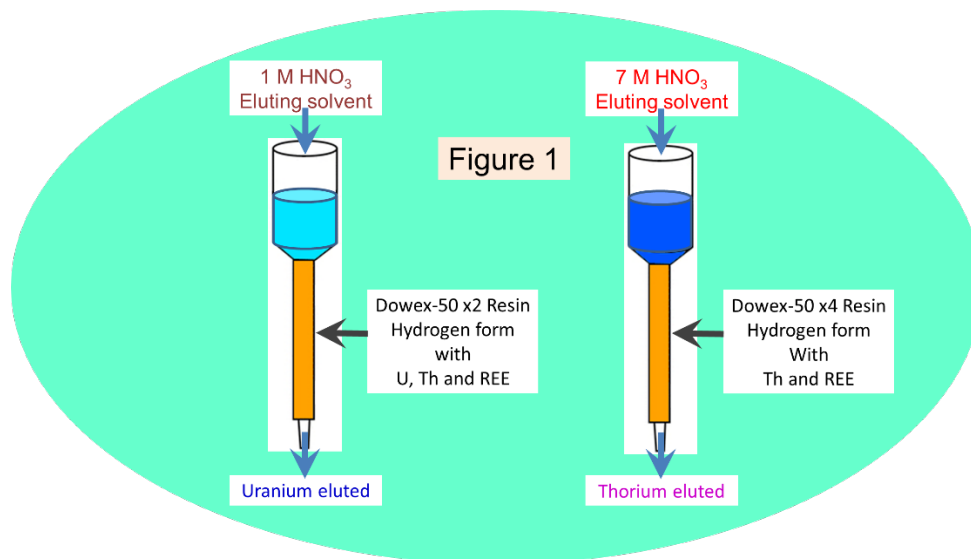 1 M HNO₃
Eluting solvent
7 M HNO₃
Eluting solvent
Figure 1
Dowex-50 x2 Resin
Hydrogen form
with
U, Th and REE
Dowex-50 x4 Resin
Hydrogen form
With
Th and REE
Uranium eluted
Thorium eluted